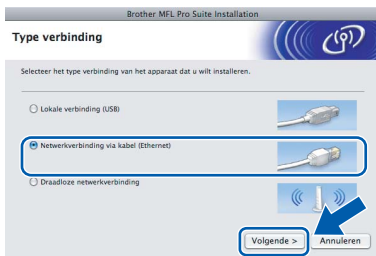 Brother MFL Pro Suite Installation
Type verbinding
Selecteer het type verbinding van het apparaat dat u wilt installeren.
Lokale verbinding (USB)
Netwerkverbinding via kabel (Ethernet)
Draadloze netwerkverbinding
Volgende >
Annuleren